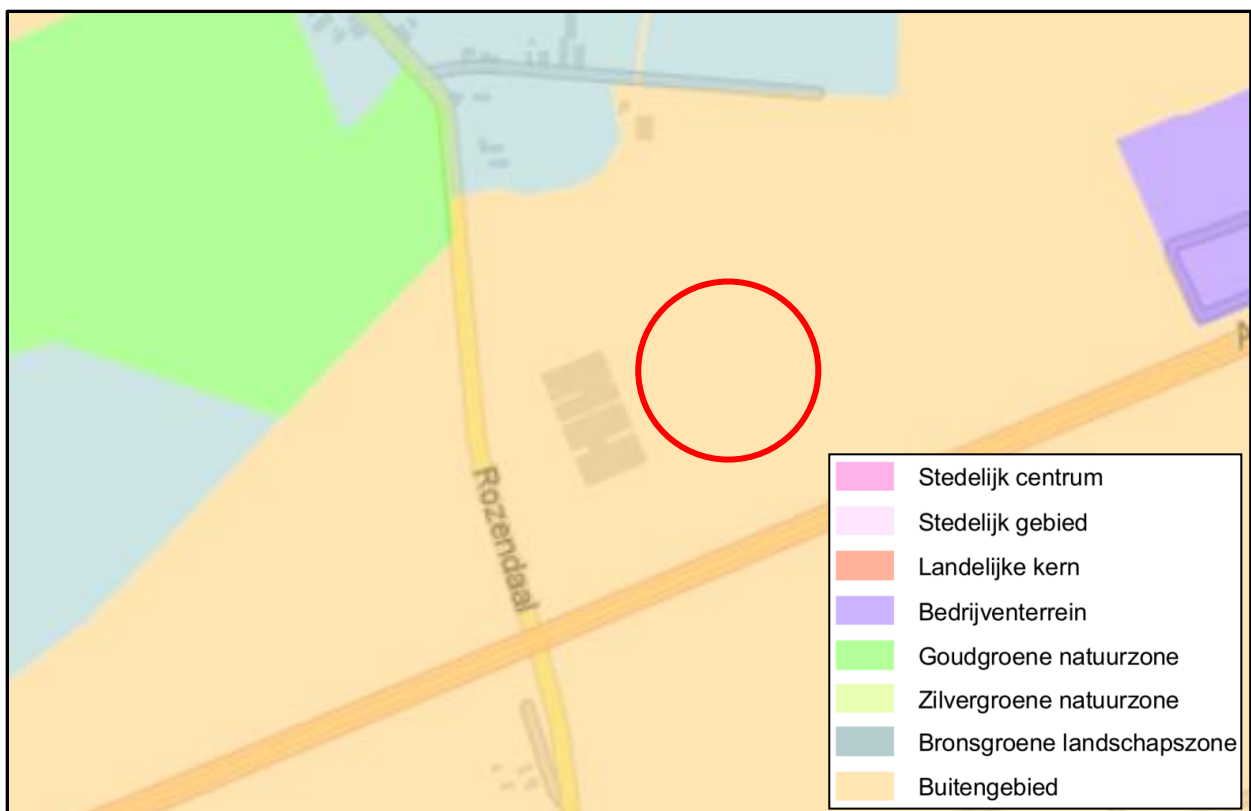 Rozendaal
Stedelijk centrum
Stedelijk gebied
Landelijke kern
Bedrijventerrein
Goudgroene natuurzone
Zilvergroene natuurzone
Bronsgroene landschapszone
Buitengebied